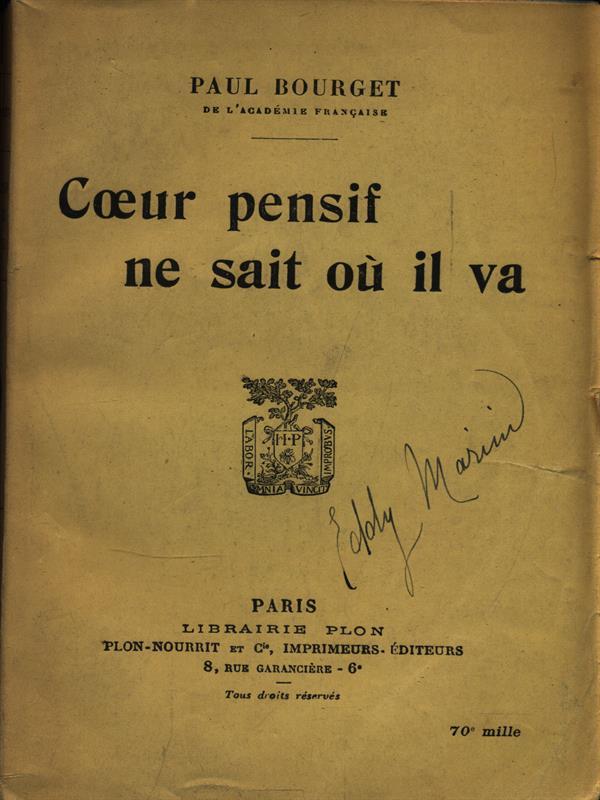 PAUL BOURGET
DE L'ACADÉMIE FRANÇAISE
Cœur pensif
ne sait où il va
LABOR
OMNIA VINCIT
IMPROBVS
H·P
Eddy Marini
PARIS
LIBRAIRIE PLON
PLON-NOURRIT ET Cie, IMPRIMEURS-ÉDITEURS
8, RUE GARANCIÈRE - 6e
Tous droits réservés
70e mille